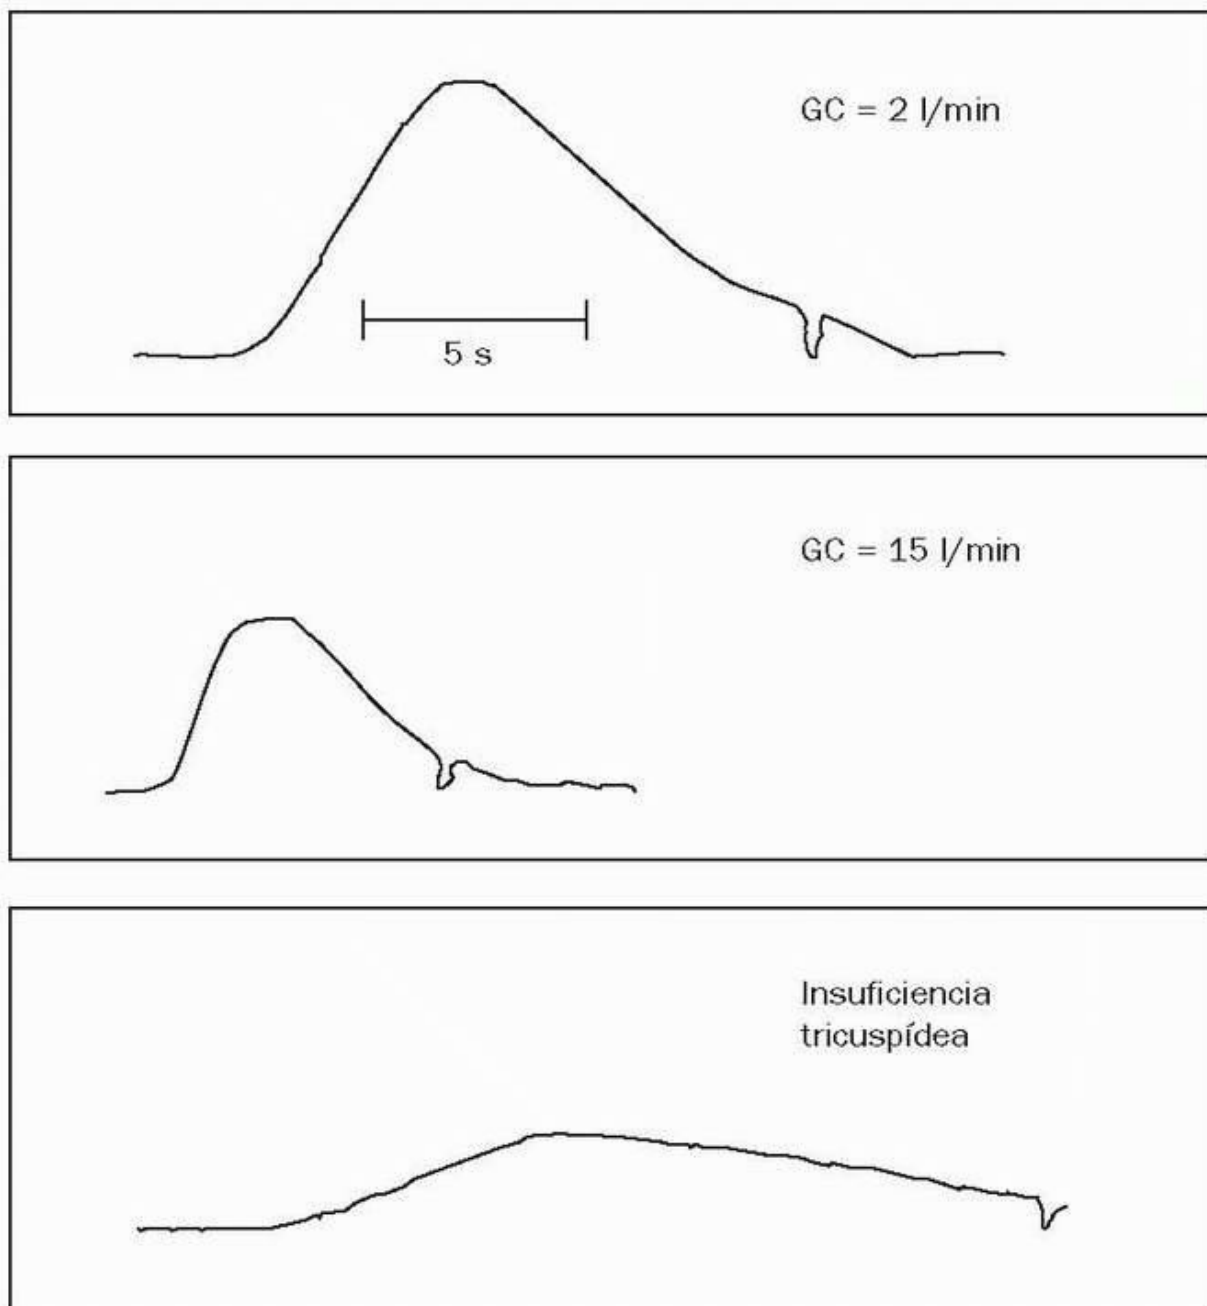 GC = 2 l/min
5 s
GC = 15 l/min
Insuficiencia
tricuspídea